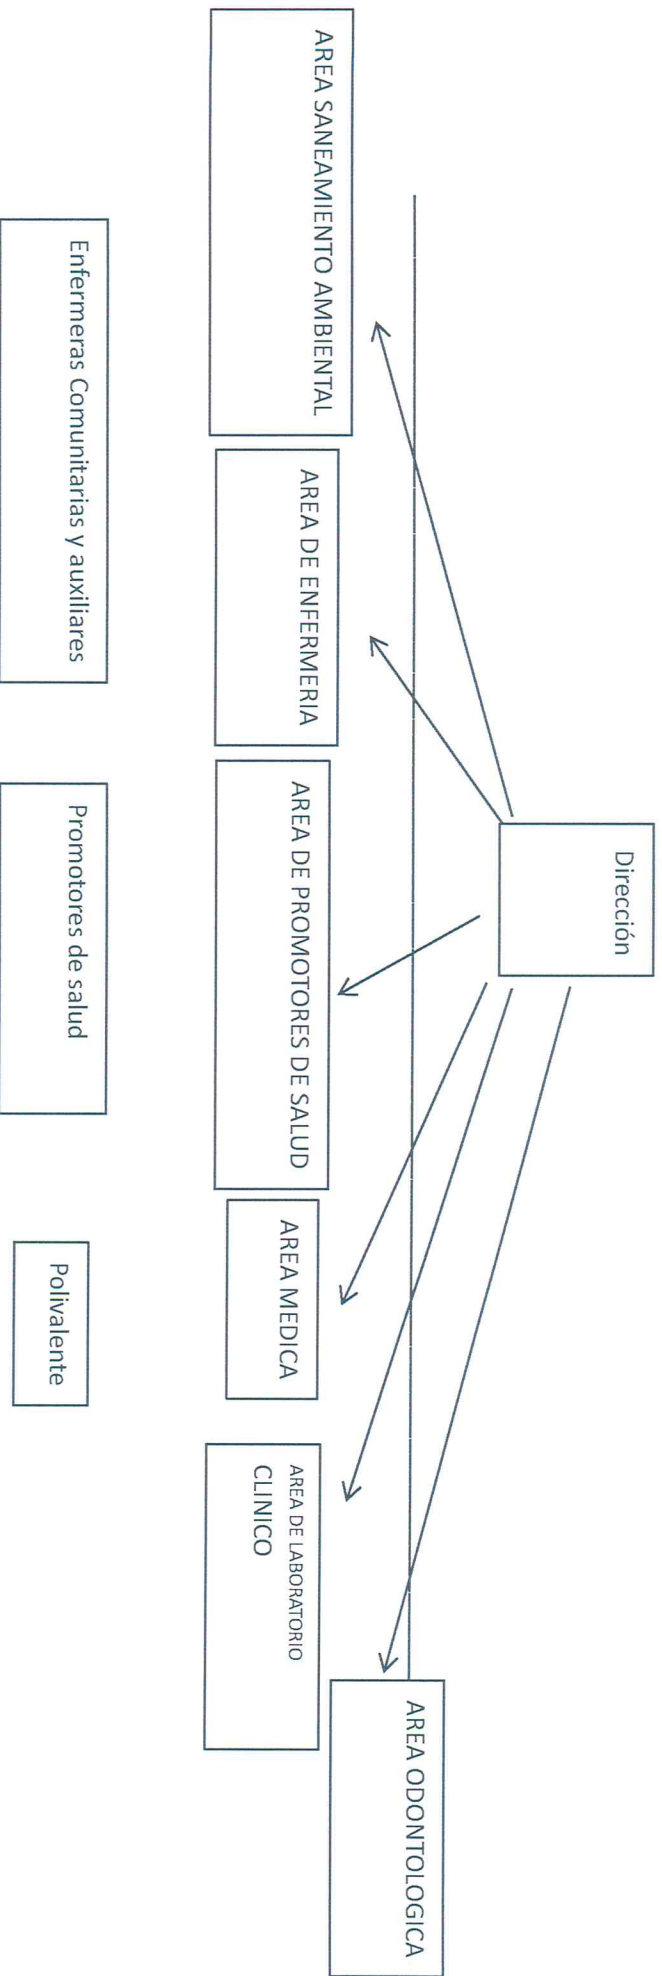 Dirección
AREA SANEAMIENTO AMBIENTAL
AREA DE ENFERMERIA
AREA DE PROMOTORES DE SALUD
AREA MEDICA
AREA DE LABORATORIO
CLINICO
AREA ODONTOLOGICA
Enfermeras Comunitarias y auxiliares
Promotores de salud
Polivalente